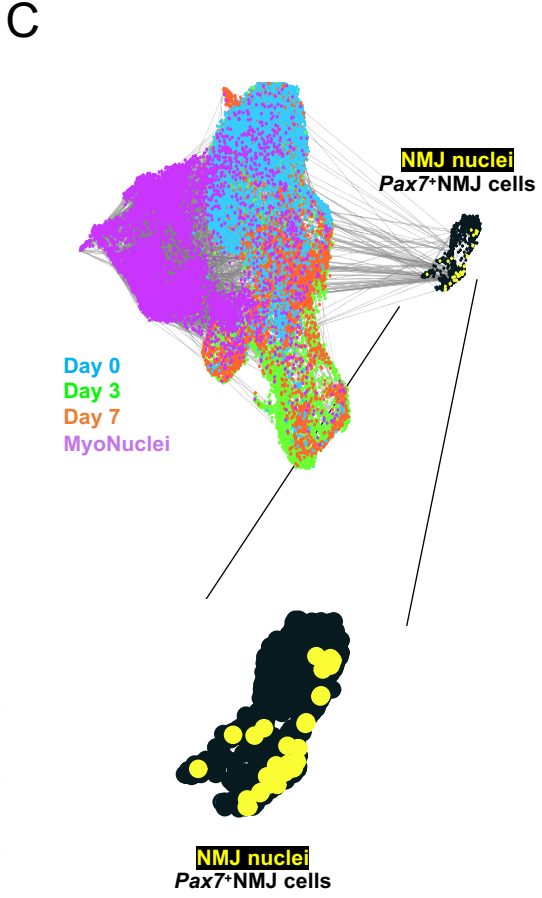 C
NMJ nuclei
Pax7⁺NMJ cells
Day 0
Day 3
Day 7
MyoNuclei
NMJ nuclei
Pax7⁺NMJ cells